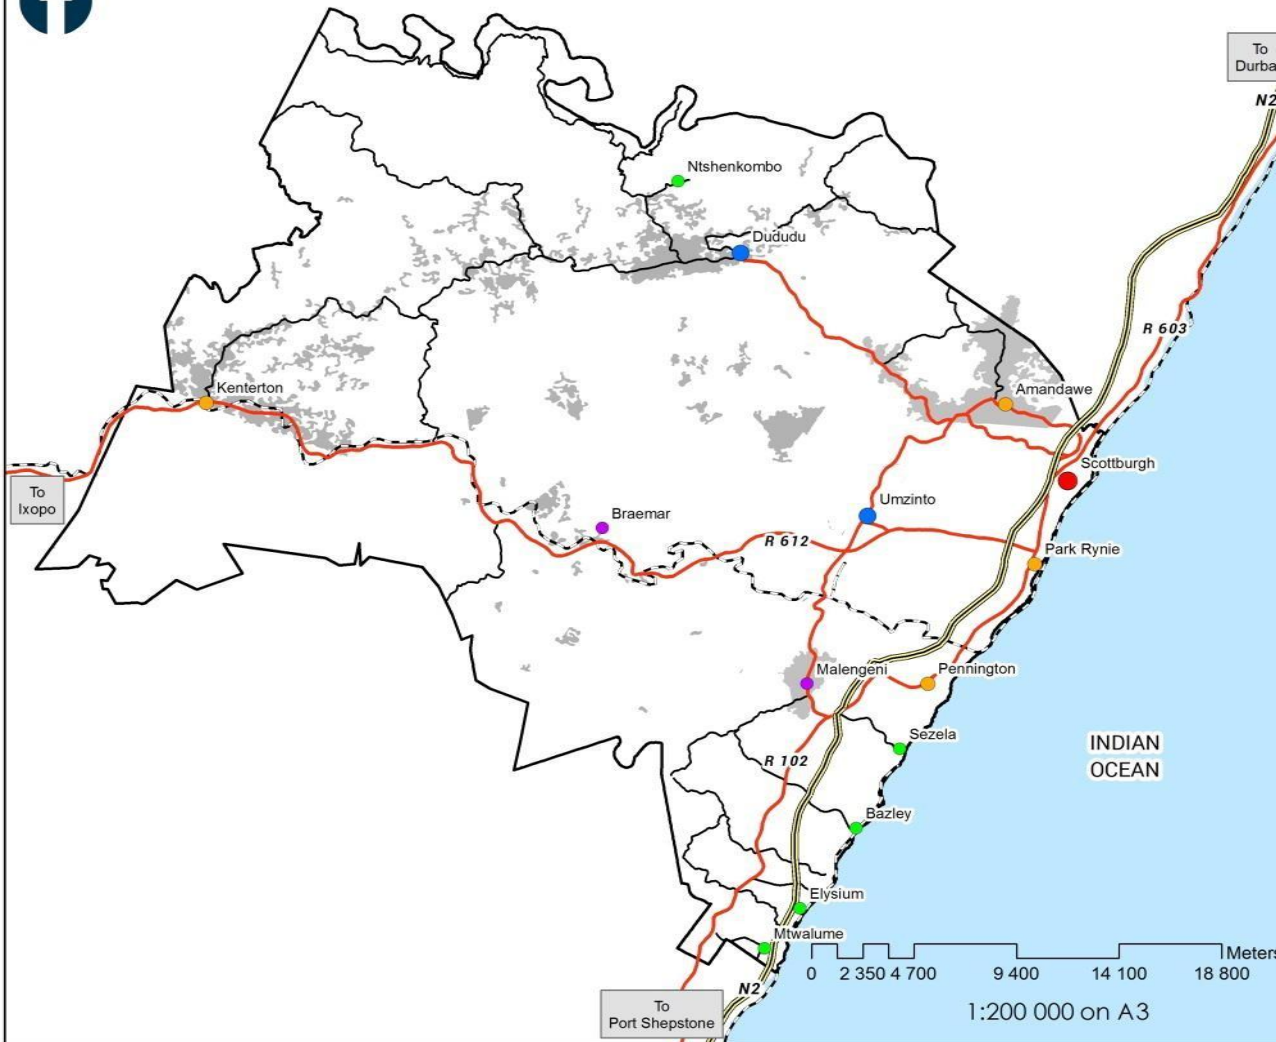 To
Durba
N2
Ntshenkombo
Dududu
R 603
Kenterton
Amandawe
Scottburgh
To
Ixopo
Umzinto
Braemar
R 612
Park Rynie
Malengeni
Pennington
Sezela
INDIAN
OCEAN
R 102
Bazley
Elysium
Mtwalume
Meters
0 2 350 4 700 9 400 14 100 18 800
N2
To
Port Shepstone
1:200 000 on A3